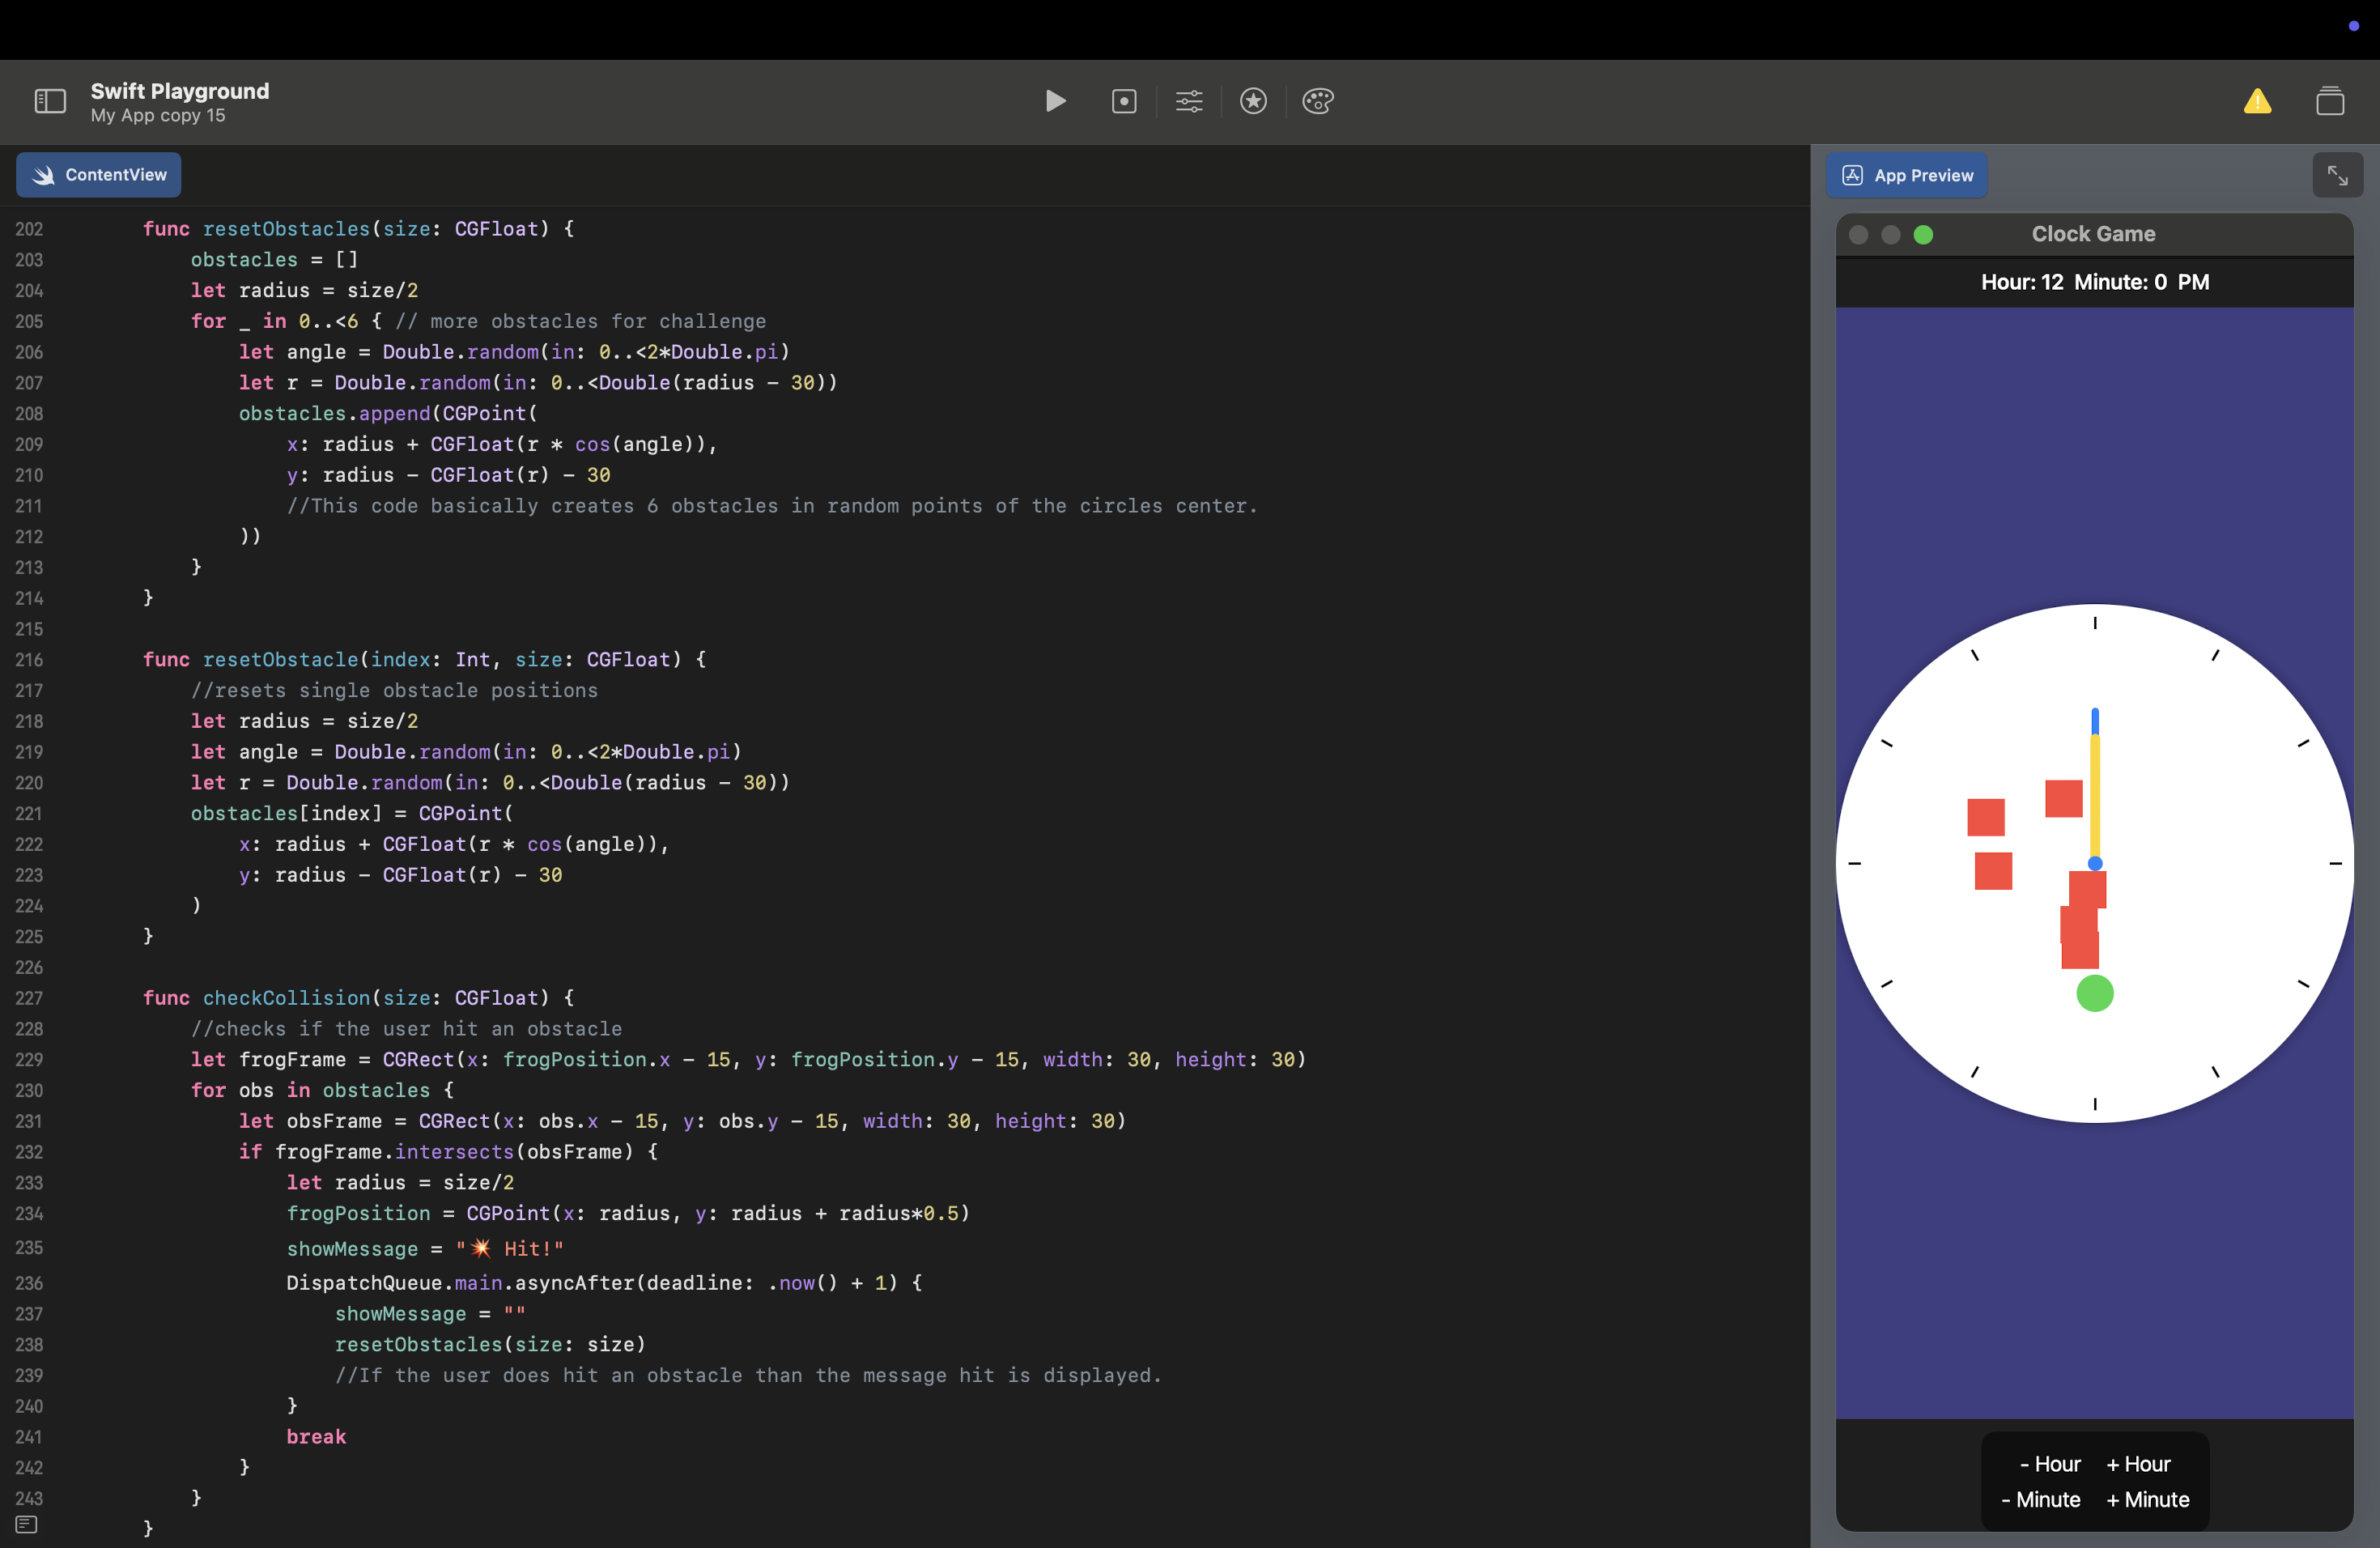 Swift Playground
My App copy 15
ContentView
202 func resetObstacles(size: CGFloat) {
203 obstacles = []
204 let radius = size/2
205 for _ in 0..<6 { // more obstacles for challenge
206 let angle = Double.random(in: 0..<2*Double.pi)
207 let r = Double.random(in: 0..<Double(radius - 30))
208 obstacles.append(CGPoint(
209 x: radius + CGFloat(r * cos(angle)),
210 y: radius - CGFloat(r) - 30
211 //This code basically creates 6 obstacles in random points of the circles center.
212 ))
213 }
214 }
215
216 func resetObstacle(index: Int, size: CGFloat) {
217 //resets single obstacle positions
218 let radius = size/2
219 let angle = Double.random(in: 0..<2*Double.pi)
220 let r = Double.random(in: 0..<Double(radius - 30))
221 obstacles[index] = CGPoint(
222 x: radius + CGFloat(r * cos(angle)),
223 y: radius - CGFloat(r) - 30
224 )
225 }
226
227 func checkCollision(size: CGFloat) {
228 //checks if the user hit an obstacle
229 let frogFrame = CGRect(x: frogPosition.x - 15, y: frogPosition.y - 15, width: 30, height: 30)
230 for obs in obstacles {
231 let obsFrame = CGRect(x: obs.x - 15, y: obs.y - 15, width: 30, height: 30)
232 if frogFrame.intersects(obsFrame) {
233 let radius = size/2
234 frogPosition = CGPoint(x: radius, y: radius + radius*0.5)
235 showMessage = "💥 Hit!"
236 DispatchQueue.main.asyncAfter(deadline: .now() + 1) {
237 showMessage = ""
238 resetObstacles(size: size)
239 //If the user does hit an obstacle than the message hit is displayed.
240 }
241 break
242 }
243 }
}
App Preview
Clock Game
Hour: 12 Minute: 0 PM
- Hour + Hour
- Minute + Minute